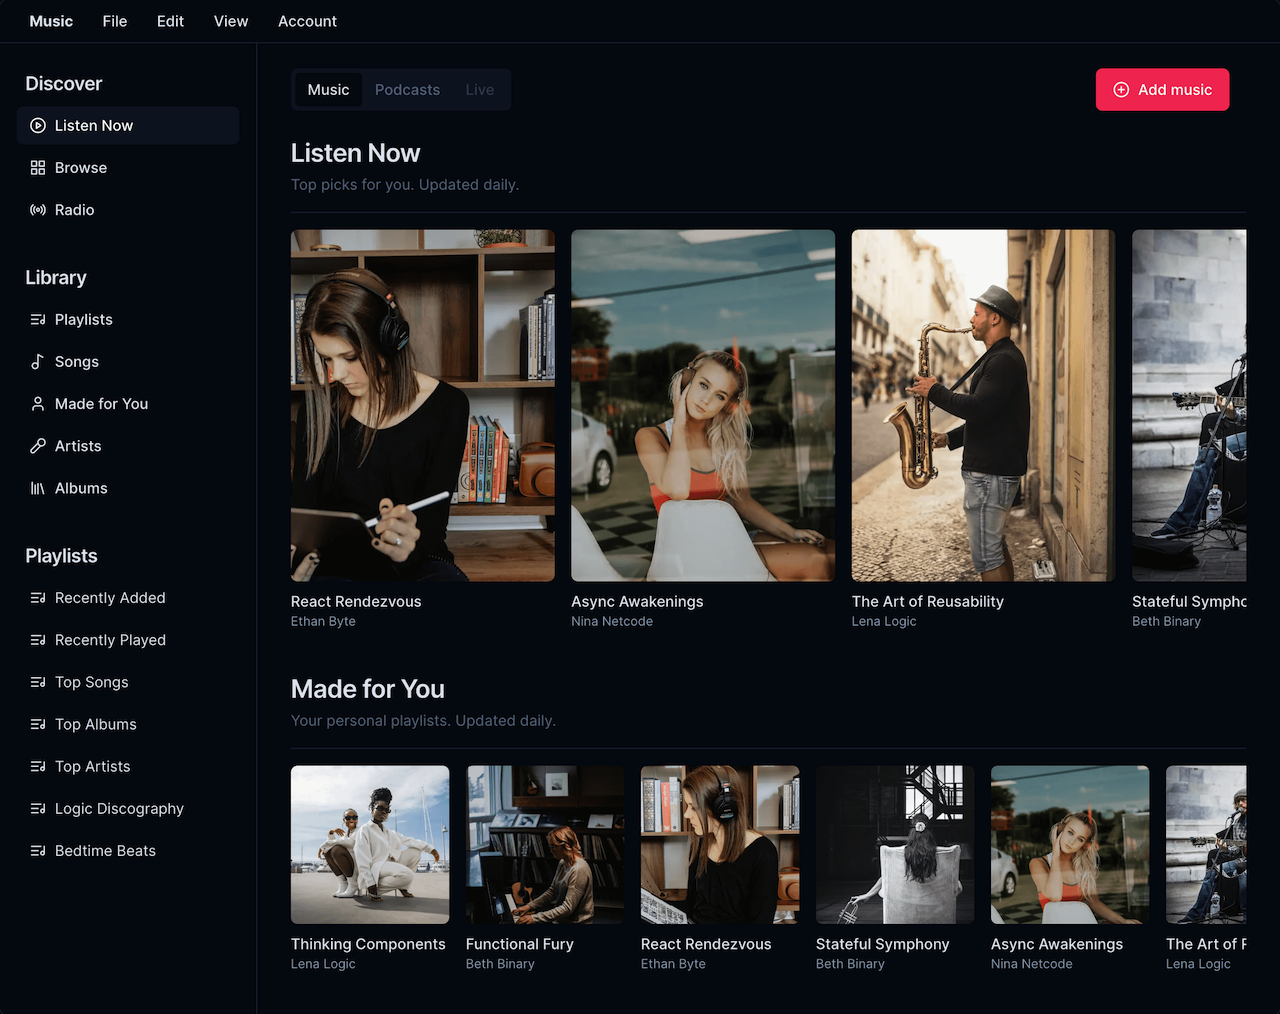 Music File Edit View Account
Discover
Listen Now
Browse
Radio
Library
Playlists
Songs
Made for You
Artists
Albums
Playlists
Recently Added
Recently Played
Top Songs
Top Albums
Top Artists
Logic Discography
Bedtime Beats
Music Podcasts Live
Add music
Listen Now
Top picks for you. Updated daily.
React Rendezvous
Ethan Byte
Async Awakenings
Nina Netcode
The Art of Reusability
Lena Logic
Stateful Sympho
Beth Binary
Made for You
Your personal playlists. Updated daily.
Thinking Components
Lena Logic
Functional Fury
Beth Binary
React Rendezvous
Ethan Byte
Stateful Symphony
Beth Binary
Async Awakenings
Nina Netcode
The Art of
Lena Logic